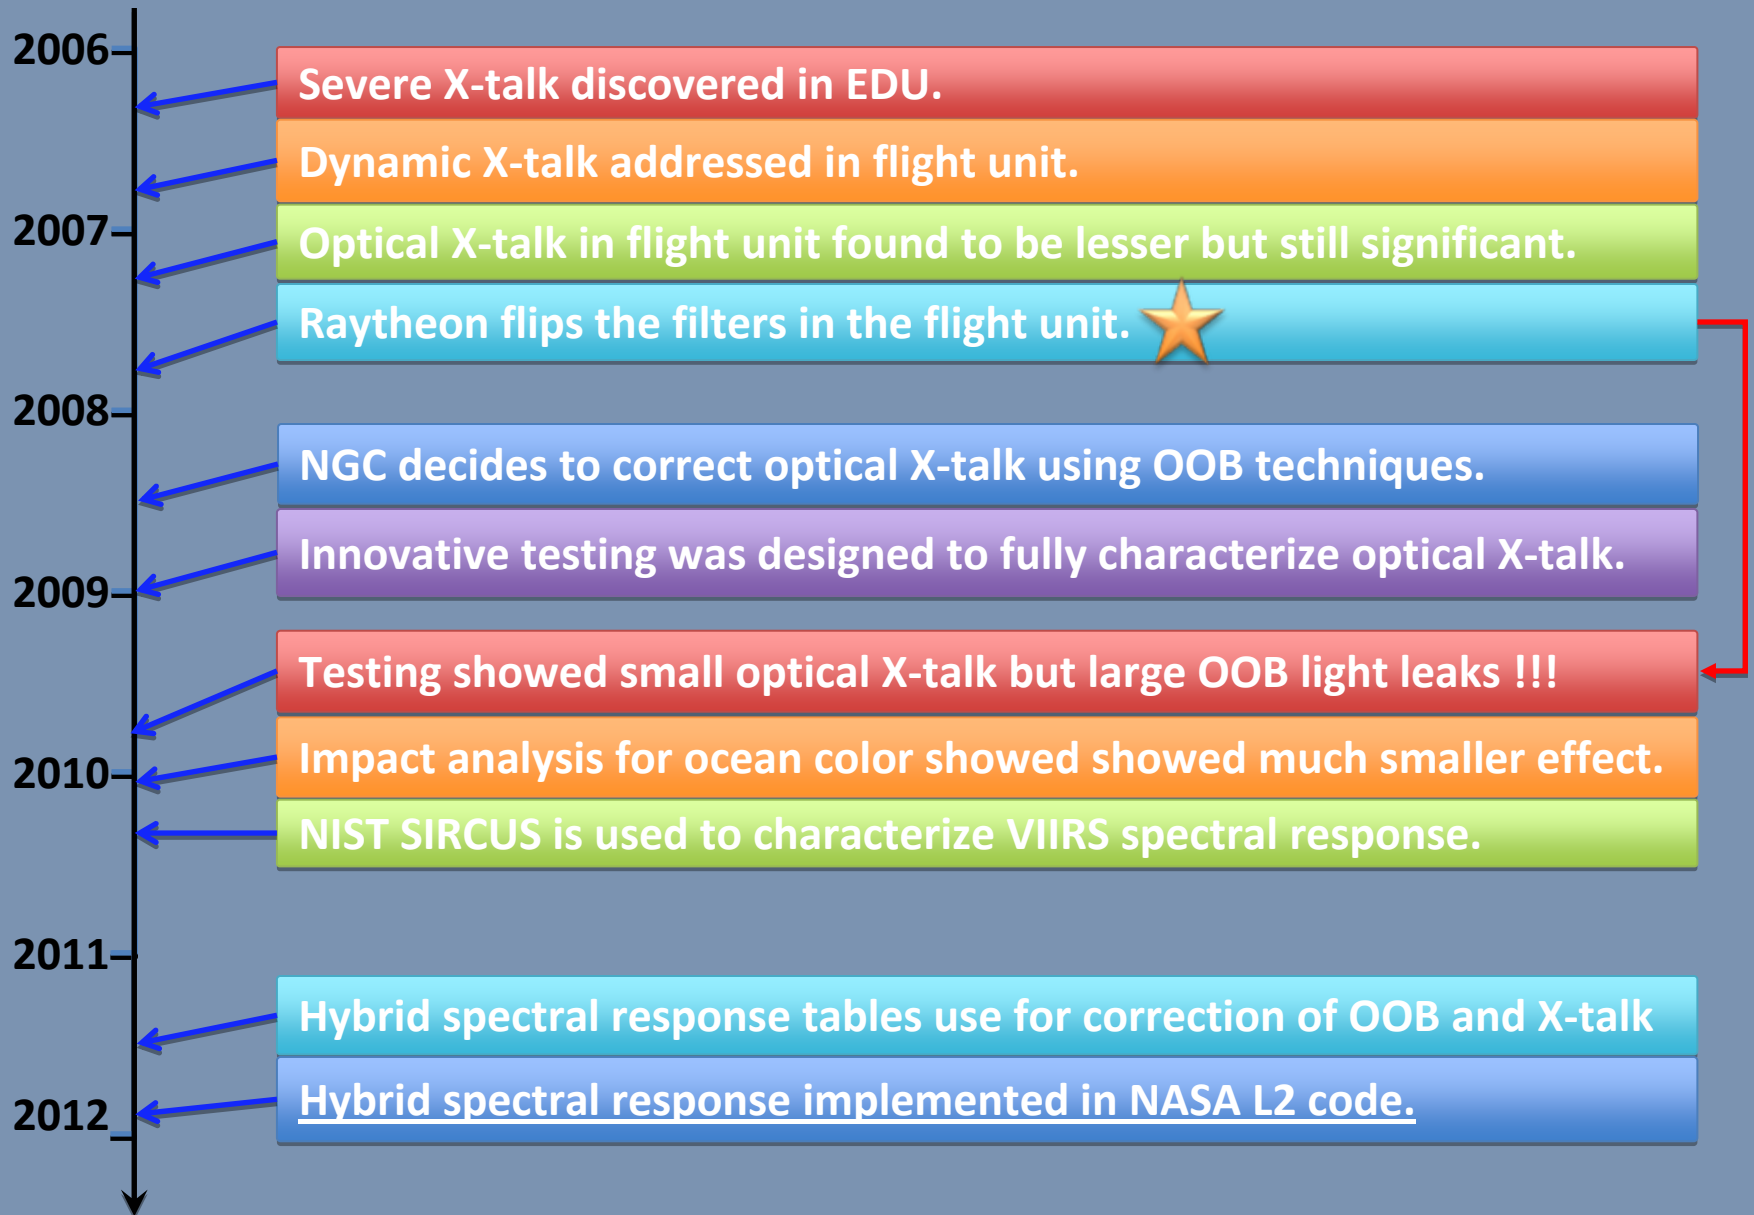 2006
Severe X-talk discovered in EDU.
Dynamic X-talk addressed in flight unit.
2007
Optical X-talk in flight unit found to be lesser but still significant.
Raytheon flips the filters in the flight unit.
2008
NGC decides to correct optical X-talk using OOB techniques.
Innovative testing was designed to fully characterize optical X-talk.
2009
Testing showed small optical X-talk but large OOB light leaks !!!
Impact analysis for ocean color showed showed much smaller effect.
2010
NIST SIRCUS is used to characterize VIIRS spectral response.
2011
Hybrid spectral response tables use for correction of OOB and X-talk
Hybrid spectral response implemented in NASA L2 code.
2012